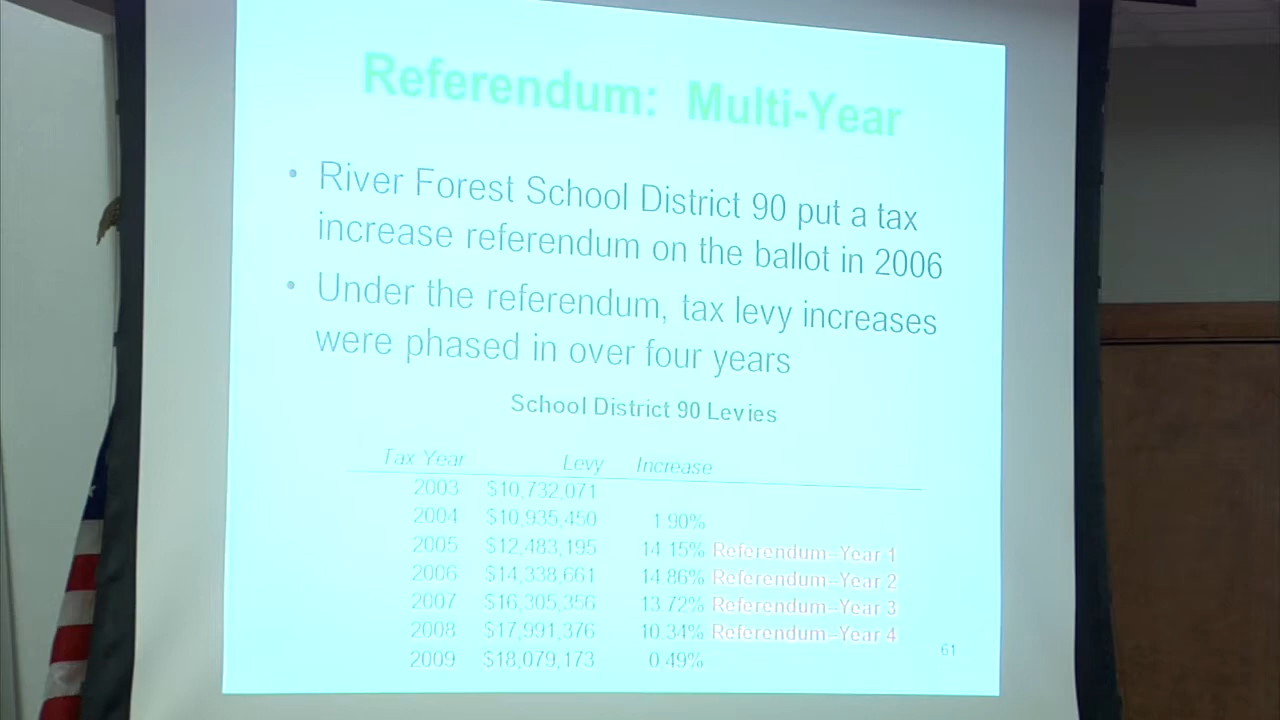 Referendum: Multi-Year
• River Forest School District 90 put a tax
increase referendum on the ballot in 2006
• Under the referendum, tax levy increases
were phased in over four years
School District 90 Levies
Tax Year Levy Increase
2003 $10,732,071
2004 $10,935,450 1.90%
2005 $12,483,195 14.15% Referendum–Year 1
2006 $14,338,661 14.86% Referendum–Year 2
2007 $16,305,356 13.72% Referendum–Year 3
2008 $17,991,376 10.34% Referendum–Year 4
2009 $18,079,173 0.49%
61